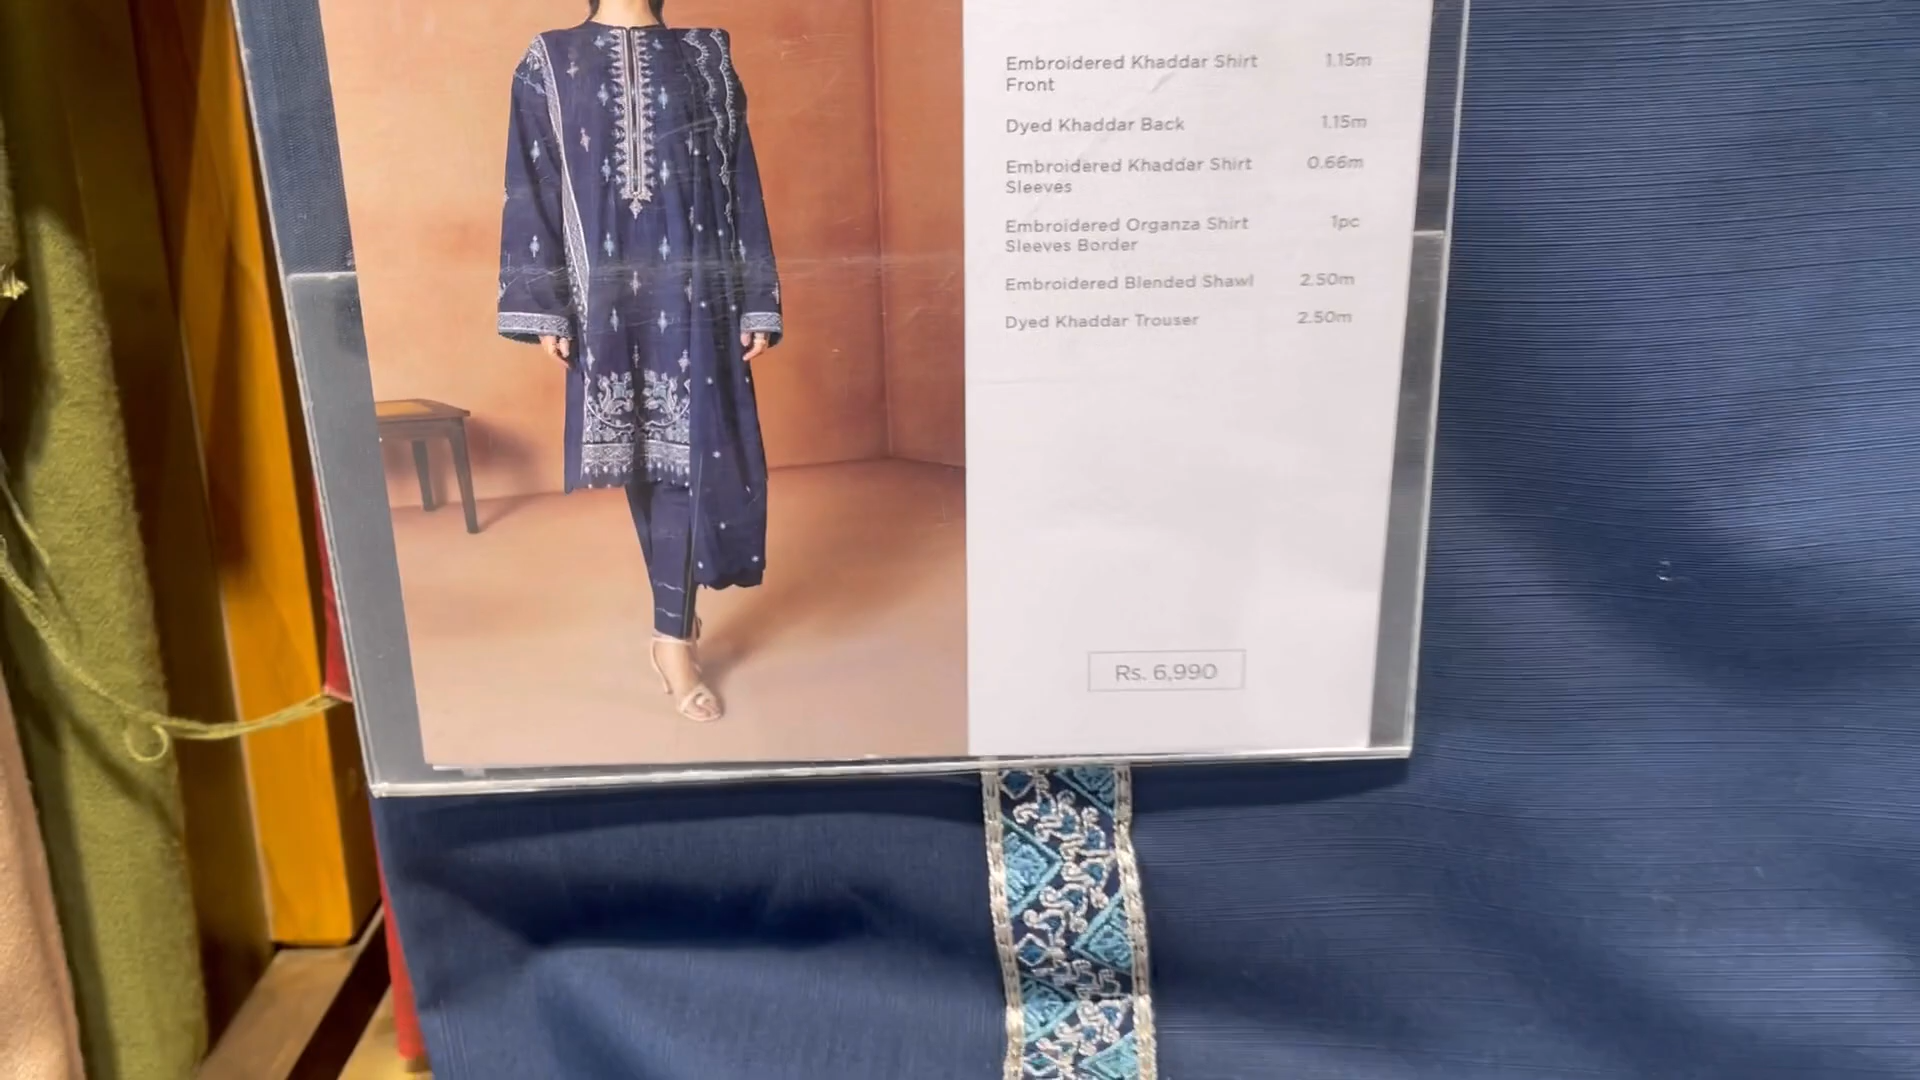 Embroidered Khaddar Shirt 1.15m
Front
Dyed Khaddar Back 1.15m
Embroidered Khaddar Shirt 0.66m
Sleeves
Embroidered Organza Shirt 1pc
Sleeves Border
Embroidered Blended Shawl 2.50m
Dyed Khaddar Trouser 2.50m
Rs. 6,990